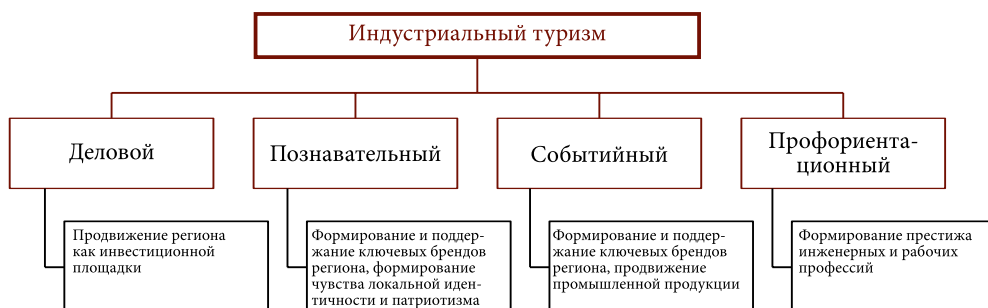 Индустриальный туризм
Деловой
Познавательный
Событийный
Профориента-
ционный
Продвижение региона
как инвестиционной
площадки
Формирование и поддер-
жание ключевых брендов
региона, формирование
чувства локальной иден-
тичности и патриотизма
Формирование и поддер-
жание ключевых брендов
региона, продвижение
промышленной продукции
Формирование престижа
инженерных и рабочих
профессий